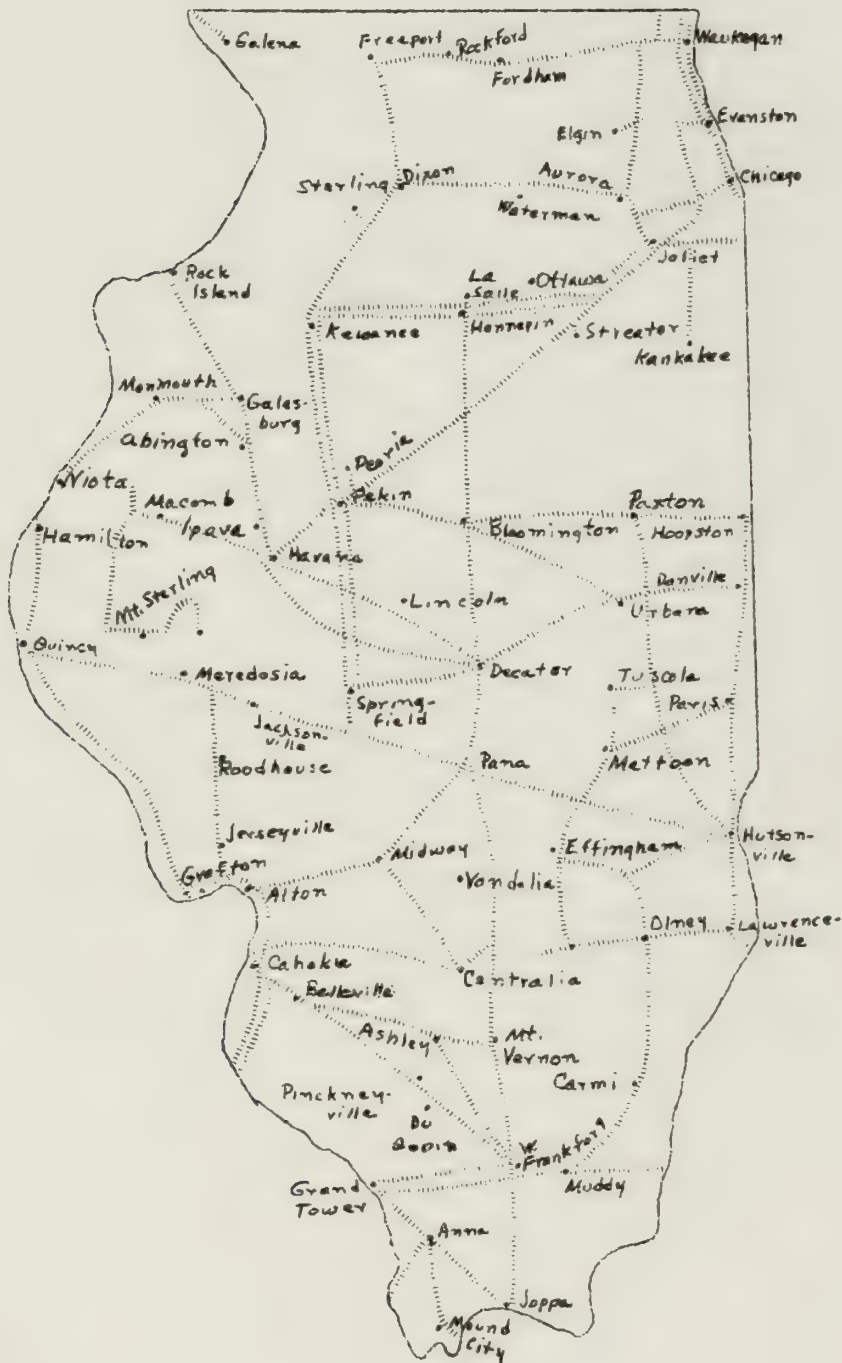 Galena
Freeport
Rockford
Fordham
Waukegan
Elgin
Evanston
Sterling
Dixon
Aurora
Waterman
Chicago
Joliet
Rock
Island
La
Salle
Ottawa
Kewanee
Hennepin
Streator
Kankakee
Monmouth
Gales-
burg
Abington
Peoria
Niota
Macomb
Ipava
Pekin
Paxton
Hamilton
Bloomington
Hoopston
Havana
Mt. Sterling
Lincoln
Danville
Urbana
Quincy
Meredosia
Decator
Tuscola
Spring-
field
Paris
Jackson-
ville
Roodhouse
Pana
Mattoon
Jerseyville
Midway
Effingham
Hutson-
ville
Grafton
Alton
Vandalia
Olney
Lawrence-
ville
Cahokia
Centralia
Belleville
Ashley
Mt.
Vernon
Carmi
Pinckney-
ville
Du
Quoin
W.
Frankfort
Grand
Tower
Muddy
Anna
Joppa
Mound
City